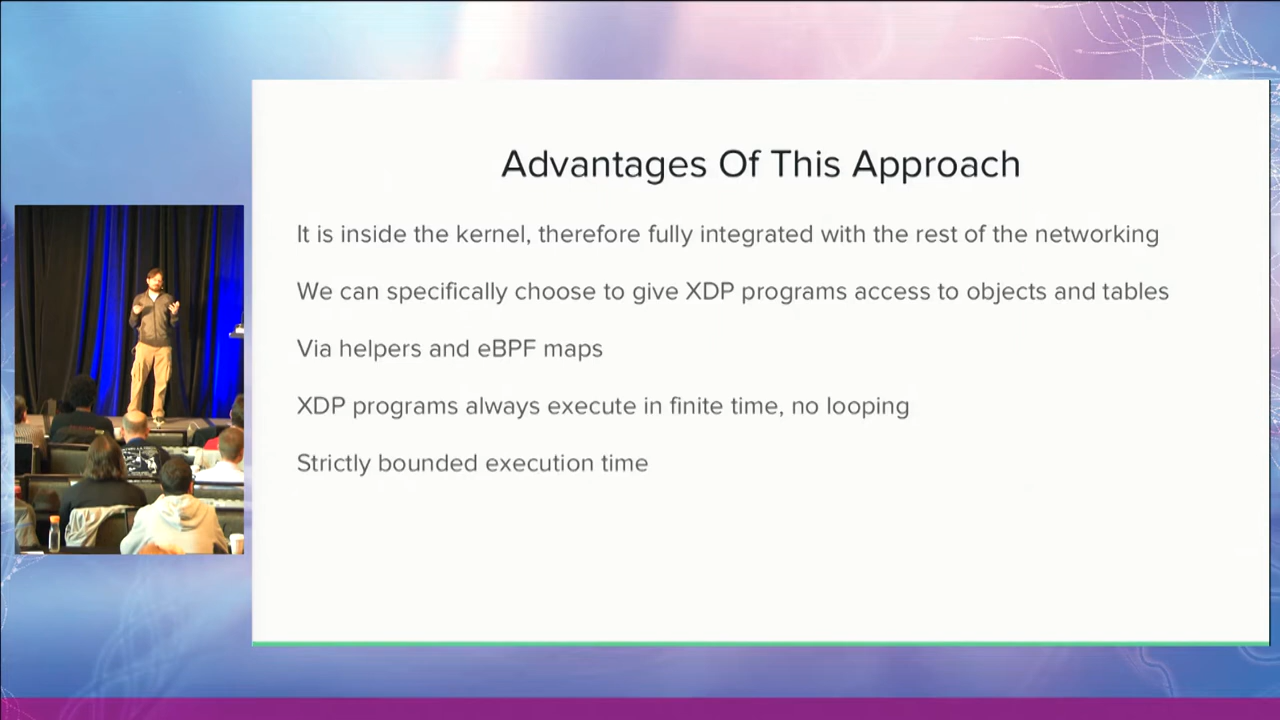 Advantages Of This Approach
It is inside the kernel, therefore fully integrated with the rest of the networking
We can specifically choose to give XDP programs access to objects and tables
Via helpers and eBPF maps
XDP programs always execute in finite time, no looping
Strictly bounded execution time